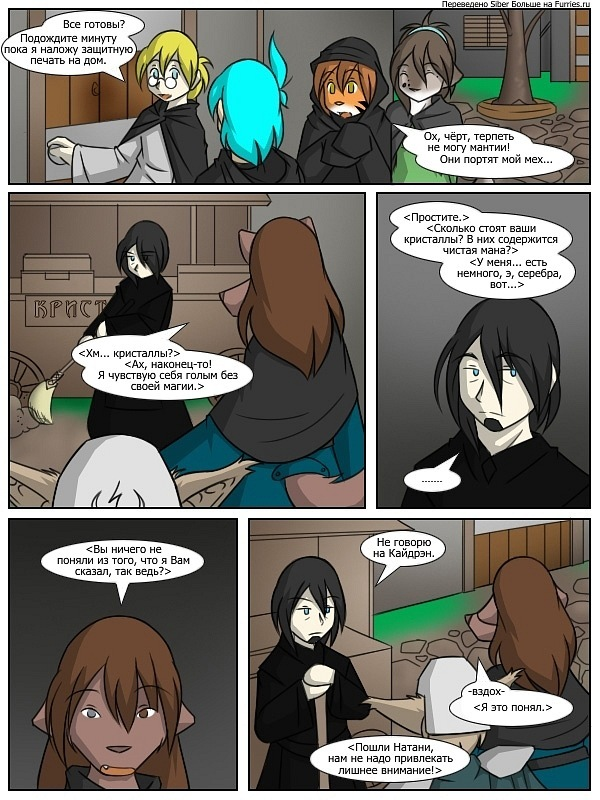 Переведено Siber Больше на Furries.ru
Все готовы?
Подождите минуту
пока я наложу защитную
печать на дом.
Ох, чёрт, терпеть
не могу мантии!
Они портят мой мех...
КРИСТ
<Хм... кристаллы?>
<Ах, наконец-то!
Я чувствую себя голым без
своей магии.>
<Простите.>
<Сколько стоят ваши
кристаллы? В них содержится
чистая мана?>
<У меня... есть
немного, э, серебра,
вот...>
.......
<Вы ничего не
поняли из того, что я Вам
сказал, так ведь?>
Не говорю
на Кайдрэн.
-вздох-
<Я это понял.>
<Пошли Натани,
нам не надо привлекать
лишнее внимание!>